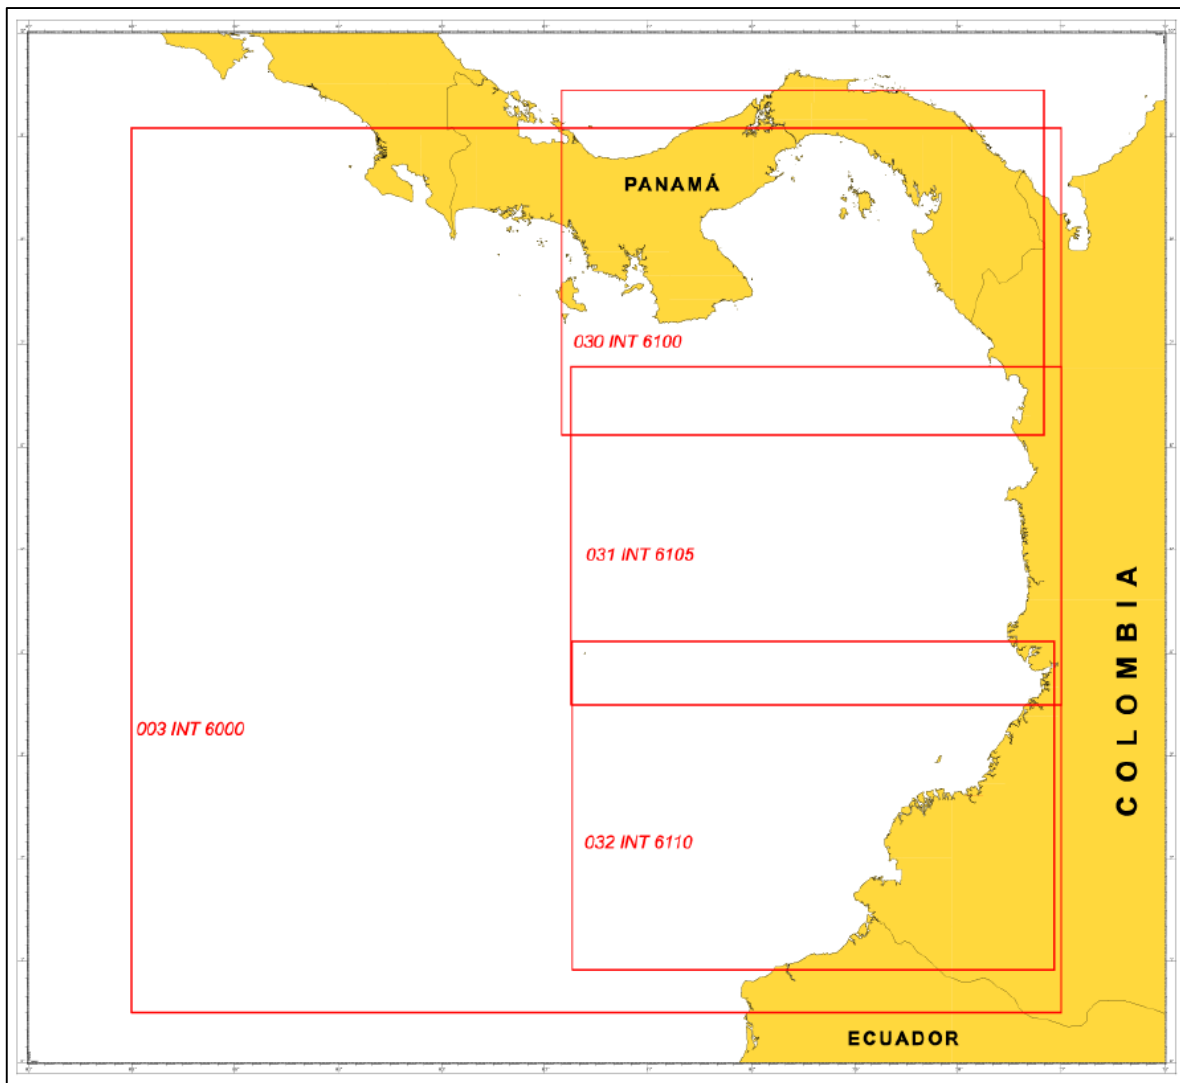 PANAMÁ
030 INT 6100
031 INT 6105
COLOMBIA
003 INT 6000
032 INT 6110
ECUADOR